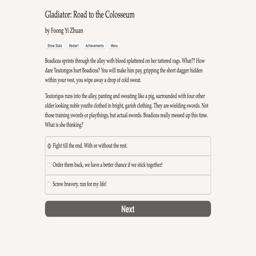 Gladiator: Road to the Colosseum
by Foong Yi Zhuan
Show Stats Restart Achievements Menu
Boadicea sprints through the alley with blood splattered on her tattered rags. What?! How
dare Teutorigos hurt Boadicea? You will make him pay, gripping the short dagger hidden
within your vest, you wipe away a drop of cold sweat.
Teutorigos runs into the alley, panting and sweating like a pig, surrounded with four other
older looking noble youths clothed in bright, garish clothing. They are wielding swords. Not
those training swords or playthings, but actual swords. Boadicea really messed up this time.
What is she thinking?
Fight till the end. With or without the rest.
Order them back, we have a better chance if we stick together!
Screw bravery, run for my life!
Next